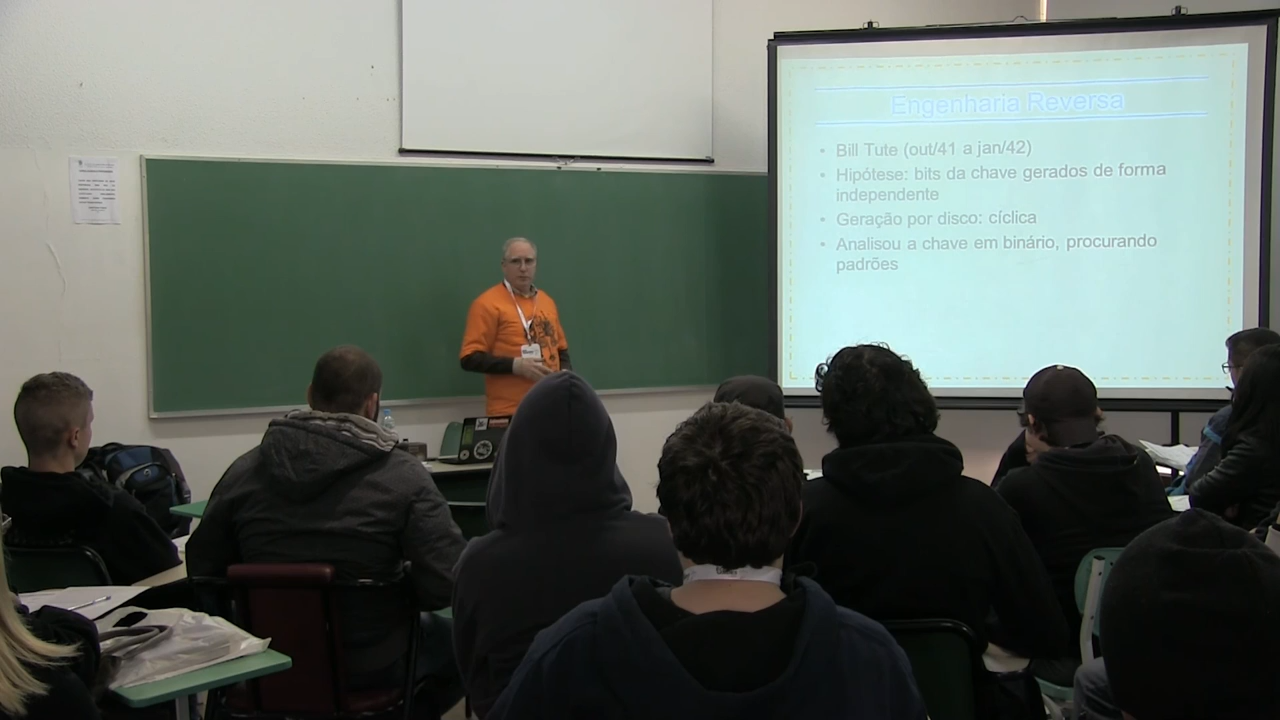 Engenharia Reversa
• Bill Tute (out/41 a jan/42)
• Hipótese: bits da chave gerados de forma
independente
• Geração por disco: cíclica
• Analisou a chave em binário, procurando
padrões